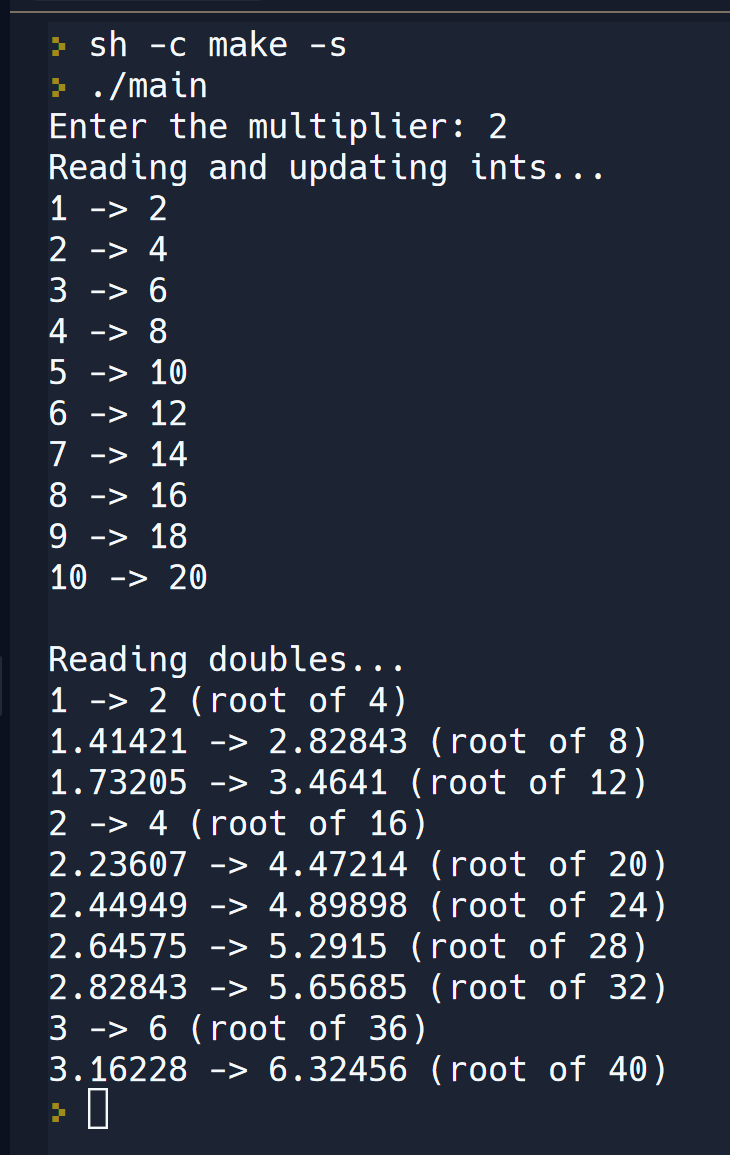 > sh -c make -s
> ./main
Enter the multiplier: 2
Reading and updating ints...
1 -> 2
2 -> 4
3 -> 6
4 -> 8
5 -> 10
6 -> 12
7 -> 14
8 -> 16
9 -> 18
10 -> 20

Reading doubles...
1 -> 2 (root of 4)
1.41421 -> 2.82843 (root of 8)
1.73205 -> 3.4641 (root of 12)
2 -> 4 (root of 16)
2.23607 -> 4.47214 (root of 20)
2.44949 -> 4.89898 (root of 24)
2.64575 -> 5.2915 (root of 28)
2.82843 -> 5.65685 (root of 32)
3 -> 6 (root of 36)
3.16228 -> 6.32456 (root of 40)
>